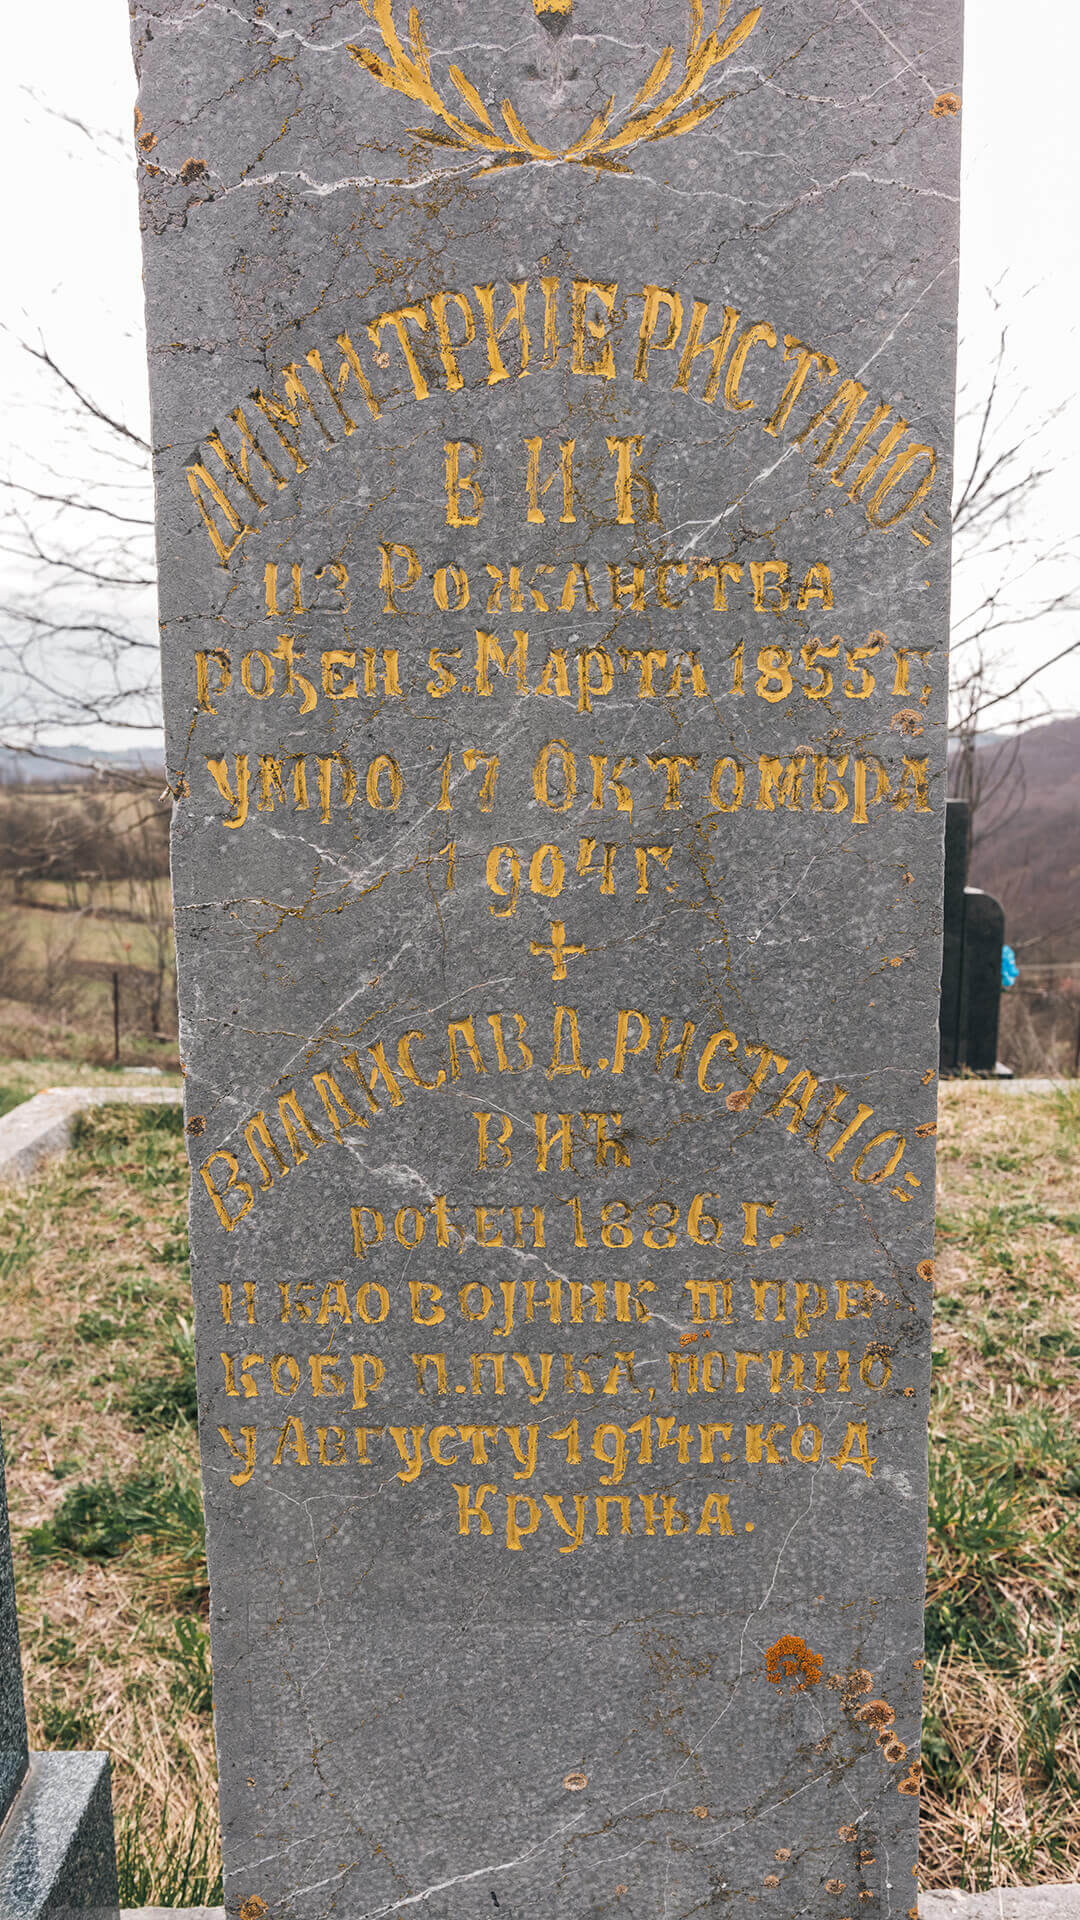 ДИМИТРИЈЕ РИСТАНО=
ВИЋ
из Рожанства
рођен 5. Марта 1855 г,
умро 17 Октомбра
1904 г.
ВЛАДИСАВ Д. РИСТАНО=
ВИЋ
рођен 1886 г.
и као војник III пре
кобр п. пука, погино
у Августу 1914 г. код
Крупња.